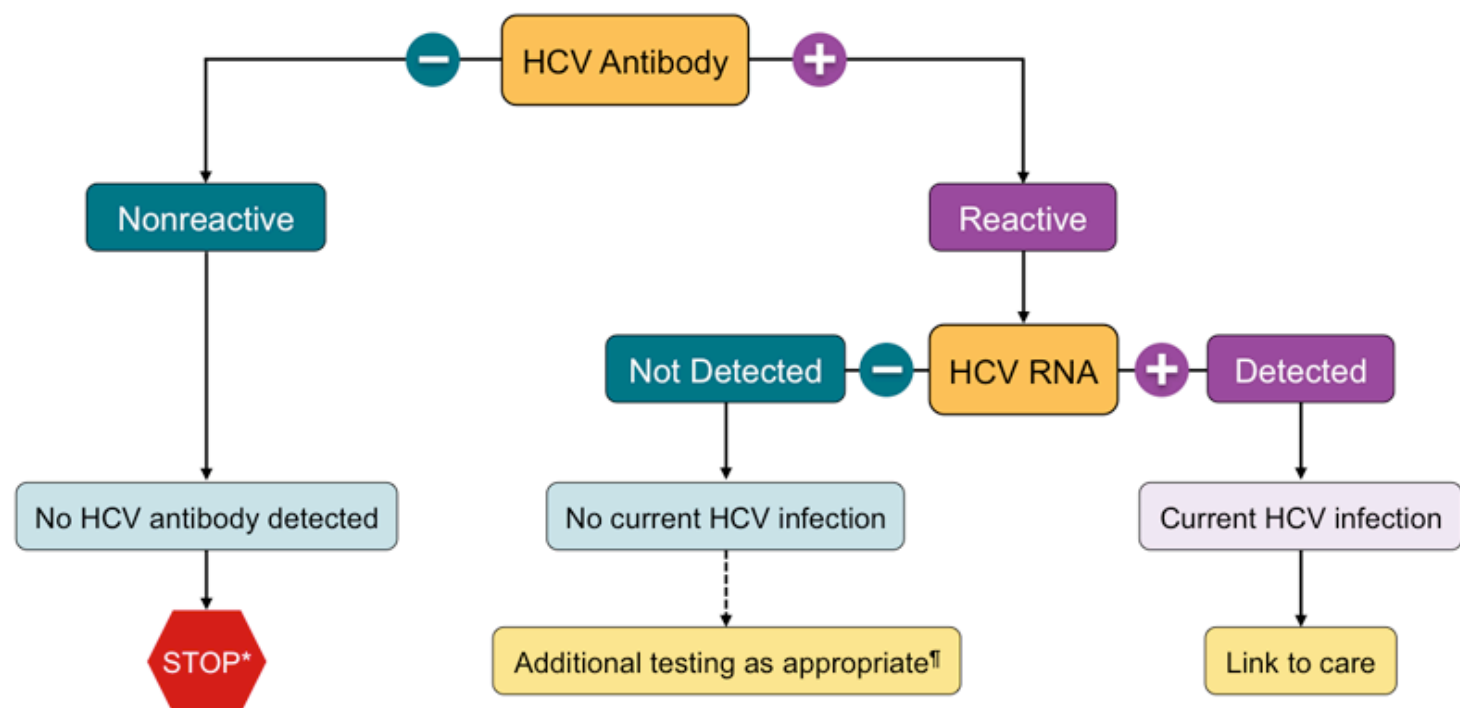 HCV Antibody
Nonreactive
Reactive
Not Detected
HCV RNA
Detected
No HCV antibody detected
No current HCV infection
Current HCV infection
STOP*
Additional testing as appropriate¶
Link to care